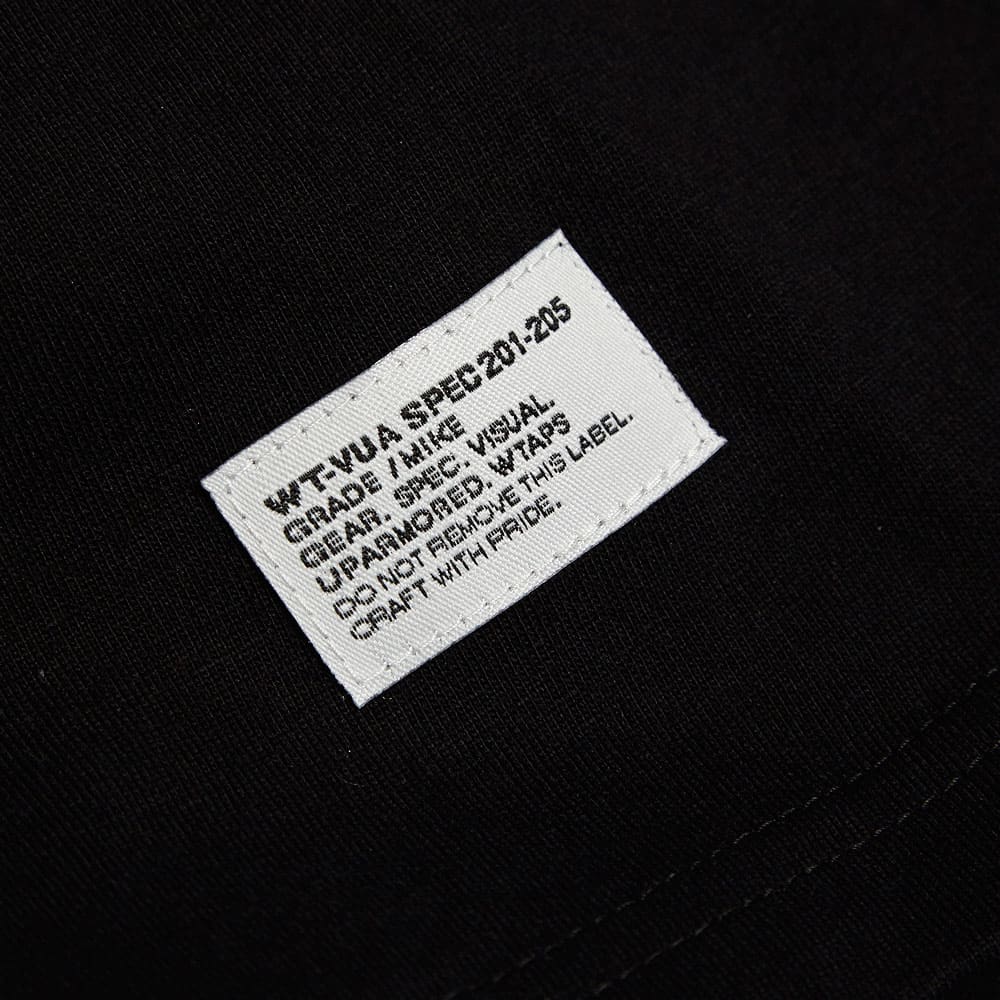 WT-VUA SPEC 201-205
GRADE / MIKE
GEAR. SPEC. VISUAL.
UPARMORED. WTAPS
DO NOT REMOVE THIS LABEL.
CRAFT WITH PRIDE.